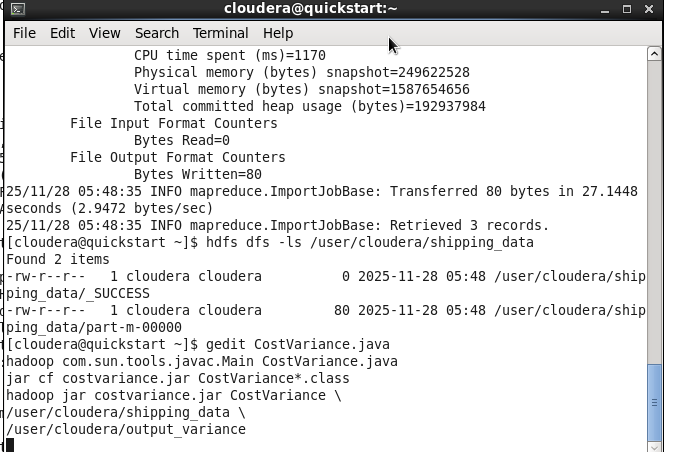 cloudera@quickstart:~
File Edit View Search Terminal Help
CPU time spent (ms)=1170
Physical memory (bytes) snapshot=249622528
Virtual memory (bytes) snapshot=1587654656
Total committed heap usage (bytes)=192937984
File Input Format Counters
Bytes Read=0
File Output Format Counters
Bytes Written=80
25/11/28 05:48:35 INFO mapreduce.ImportJobBase: Transferred 80 bytes in 27.1448
seconds (2.9472 bytes/sec)
25/11/28 05:48:35 INFO mapreduce.ImportJobBase: Retrieved 3 records.
[cloudera@quickstart ~]$ hdfs dfs -ls /user/cloudera/shipping_data
Found 2 items
-rw-r--r--   1 cloudera cloudera          0 2025-11-28 05:48 /user/cloudera/ship
ping_data/_SUCCESS
-rw-r--r--   1 cloudera cloudera         80 2025-11-28 05:48 /user/cloudera/ship
ping_data/part-m-00000
[cloudera@quickstart ~]$ gedit CostVariance.java
hadoop com.sun.tools.javac.Main CostVariance.java
jar cf costvariance.jar CostVariance*.class
hadoop jar costvariance.jar CostVariance \
/user/cloudera/shipping_data \
/user/cloudera/output_variance